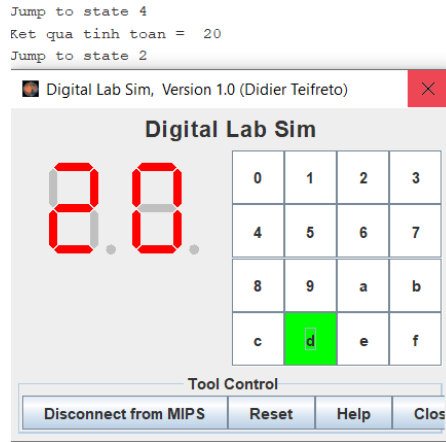 Jump to state 4
Ket qua tinh toan =  20
Jump to state 2
Digital Lab Sim, Version 1.0 (Didier Teifreto)
Digital Lab Sim
20
0 1 2 3
4 5 6 7
8 9 a b
c d e f
Tool Control
Disconnect from MIPS Reset Help Clos